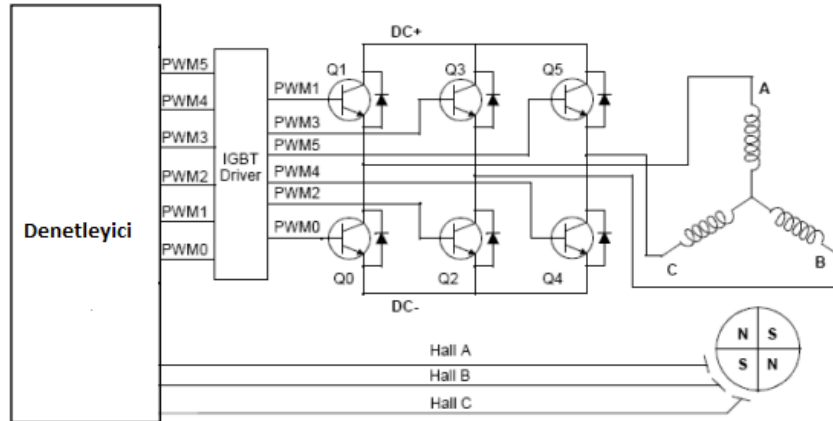 Denetleyici
PWM5
PWM4
PWM3
PWM2
PWM1
PWM0
IGBT
Driver
PWM1
PWM3
PWM5
PWM4
PWM2
PWM0
DC+
Q1
Q3
Q5
Q0
Q2
Q4
DC-
A
C
B
Hall A
Hall B
Hall C
N S
S N